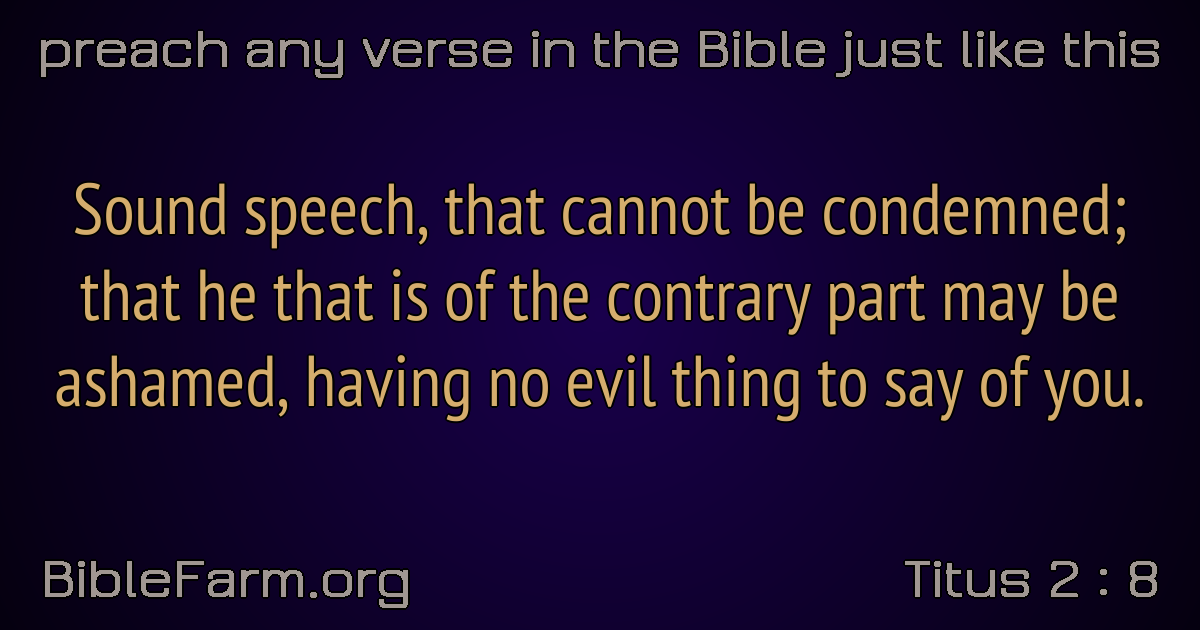 preach any verse in the Bible just like this
Sound speech, that cannot be condemned;
that he that is of the contrary part may be
ashamed, having no evil thing to say of you.
BibleFarm.org
Titus 2 : 8